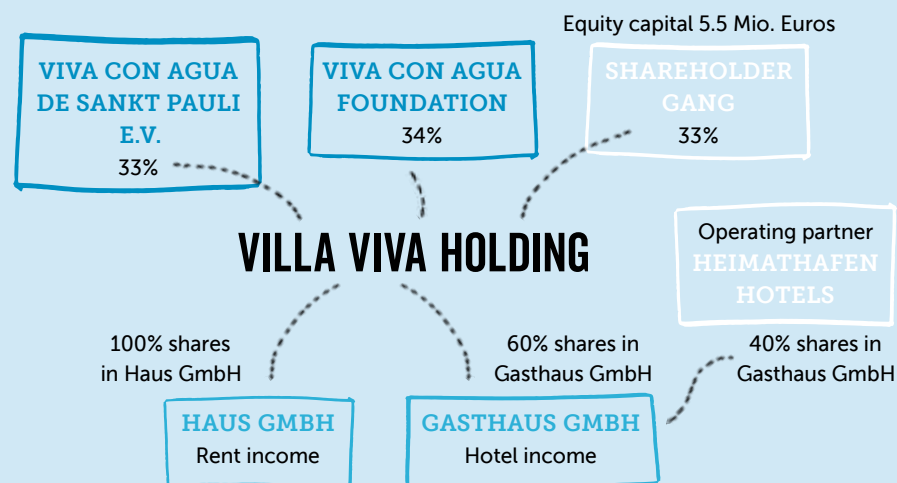 Equity capital 5.5 Mio. Euros
VIVA CON AGUA
DE SANKT PAULI
E.V.
33%
VIVA CON AGUA
FOUNDATION
34%
SHAREHOLDER
GANG
33%
VILLA VIVA HOLDING
Operating partner
HEIMATHAFEN
HOTELS
100% shares
in Haus GmbH
60% shares in
Gasthaus GmbH
40% shares in
Gasthaus GmbH
HAUS GMBH
Rent income
GASTHAUS GMBH
Hotel income